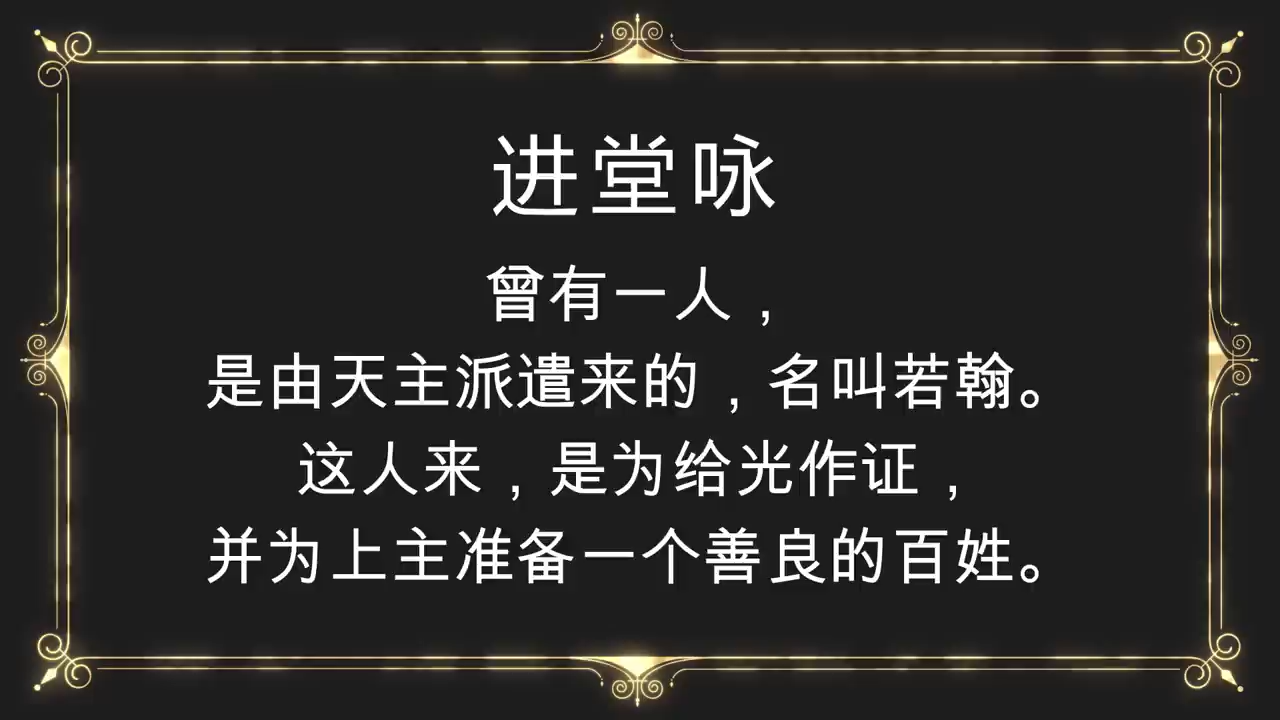 进堂咏
曾有一人，
是由天主派遣来的，名叫若翰。
这人来，是为给光作证，
并为上主准备一个善良的百姓。